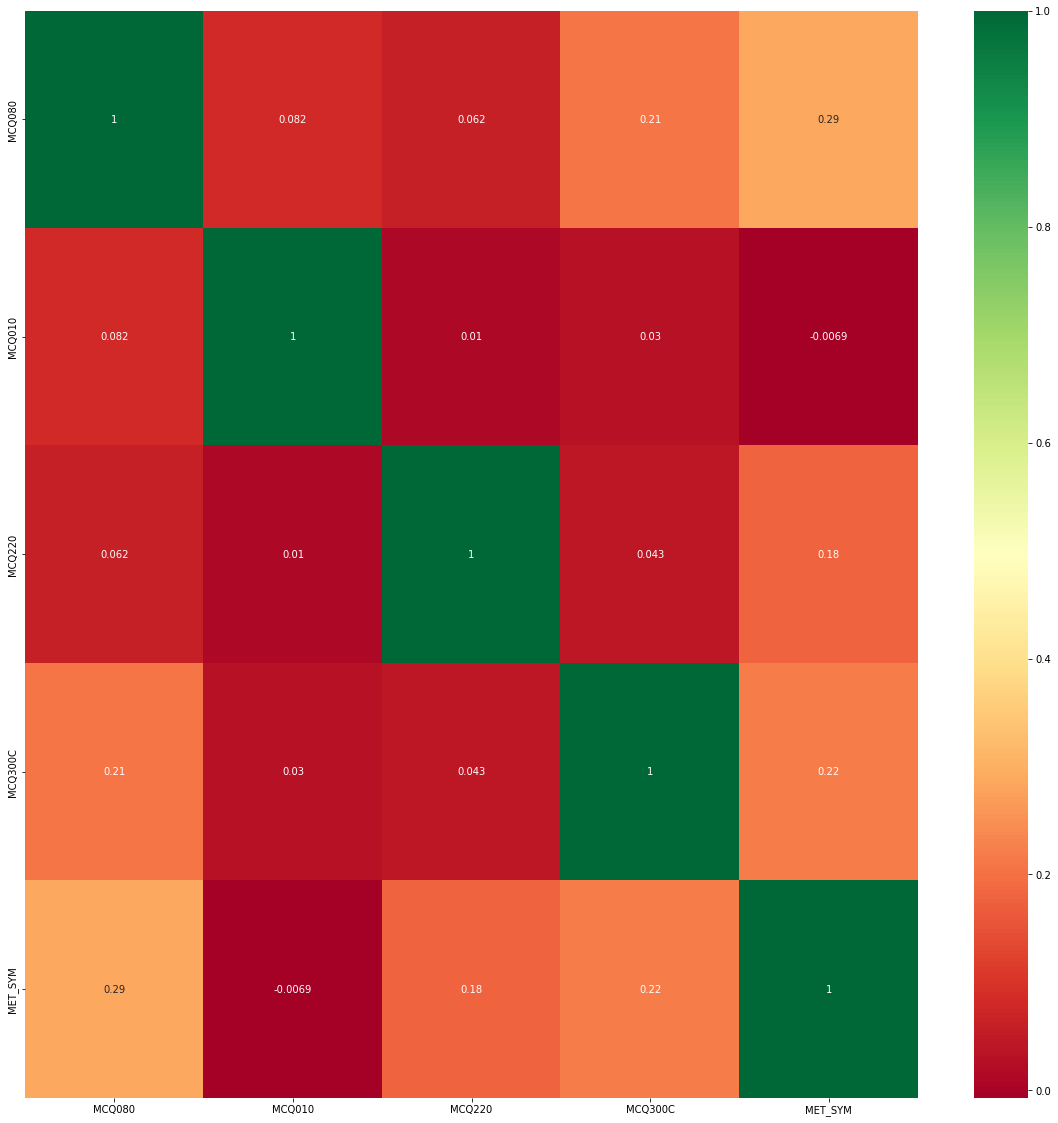 MCQ080 1 0.082 0.062 0.21 0.29
MCQ010 0.082 1 0.01 0.03 -0.0069
MCQ220 0.062 0.01 1 0.043 0.18
MCQ300C 0.21 0.03 0.043 1 0.22
MET_SYM 0.29 -0.0069 0.18 0.22 1
MCQ080 MCQ010 MCQ220 MCQ300C MET_SYM
1.0
0.8
0.6
0.4
0.2
0.0